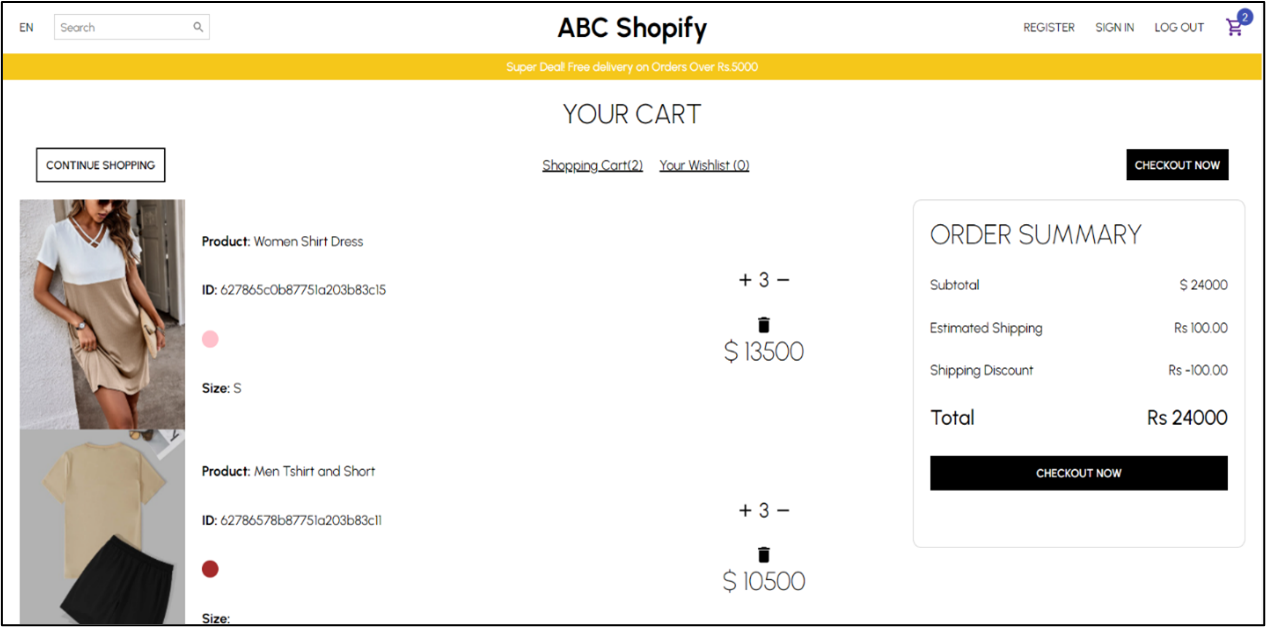 EN Search ABC Shopify REGISTER SIGN IN LOG OUT 2
Super Deal! Free delivery on Orders Over Rs.5000
YOUR CART
CONTINUE SHOPPING Shopping Cart(2) Your Wishlist (0) CHECKOUT NOW
Product: Women Shirt Dress
ID: 627865c0b87751a203b83c15
Size: S
+ 3 −
$ 13500
Product: Men Tshirt and Short
ID: 62786578b87751a203b83c11
Size:
+ 3 −
$ 10500
ORDER SUMMARY
Subtotal $ 24000
Estimated Shipping Rs 100.00
Shipping Discount Rs -100.00
Total Rs 24000
CHECKOUT NOW